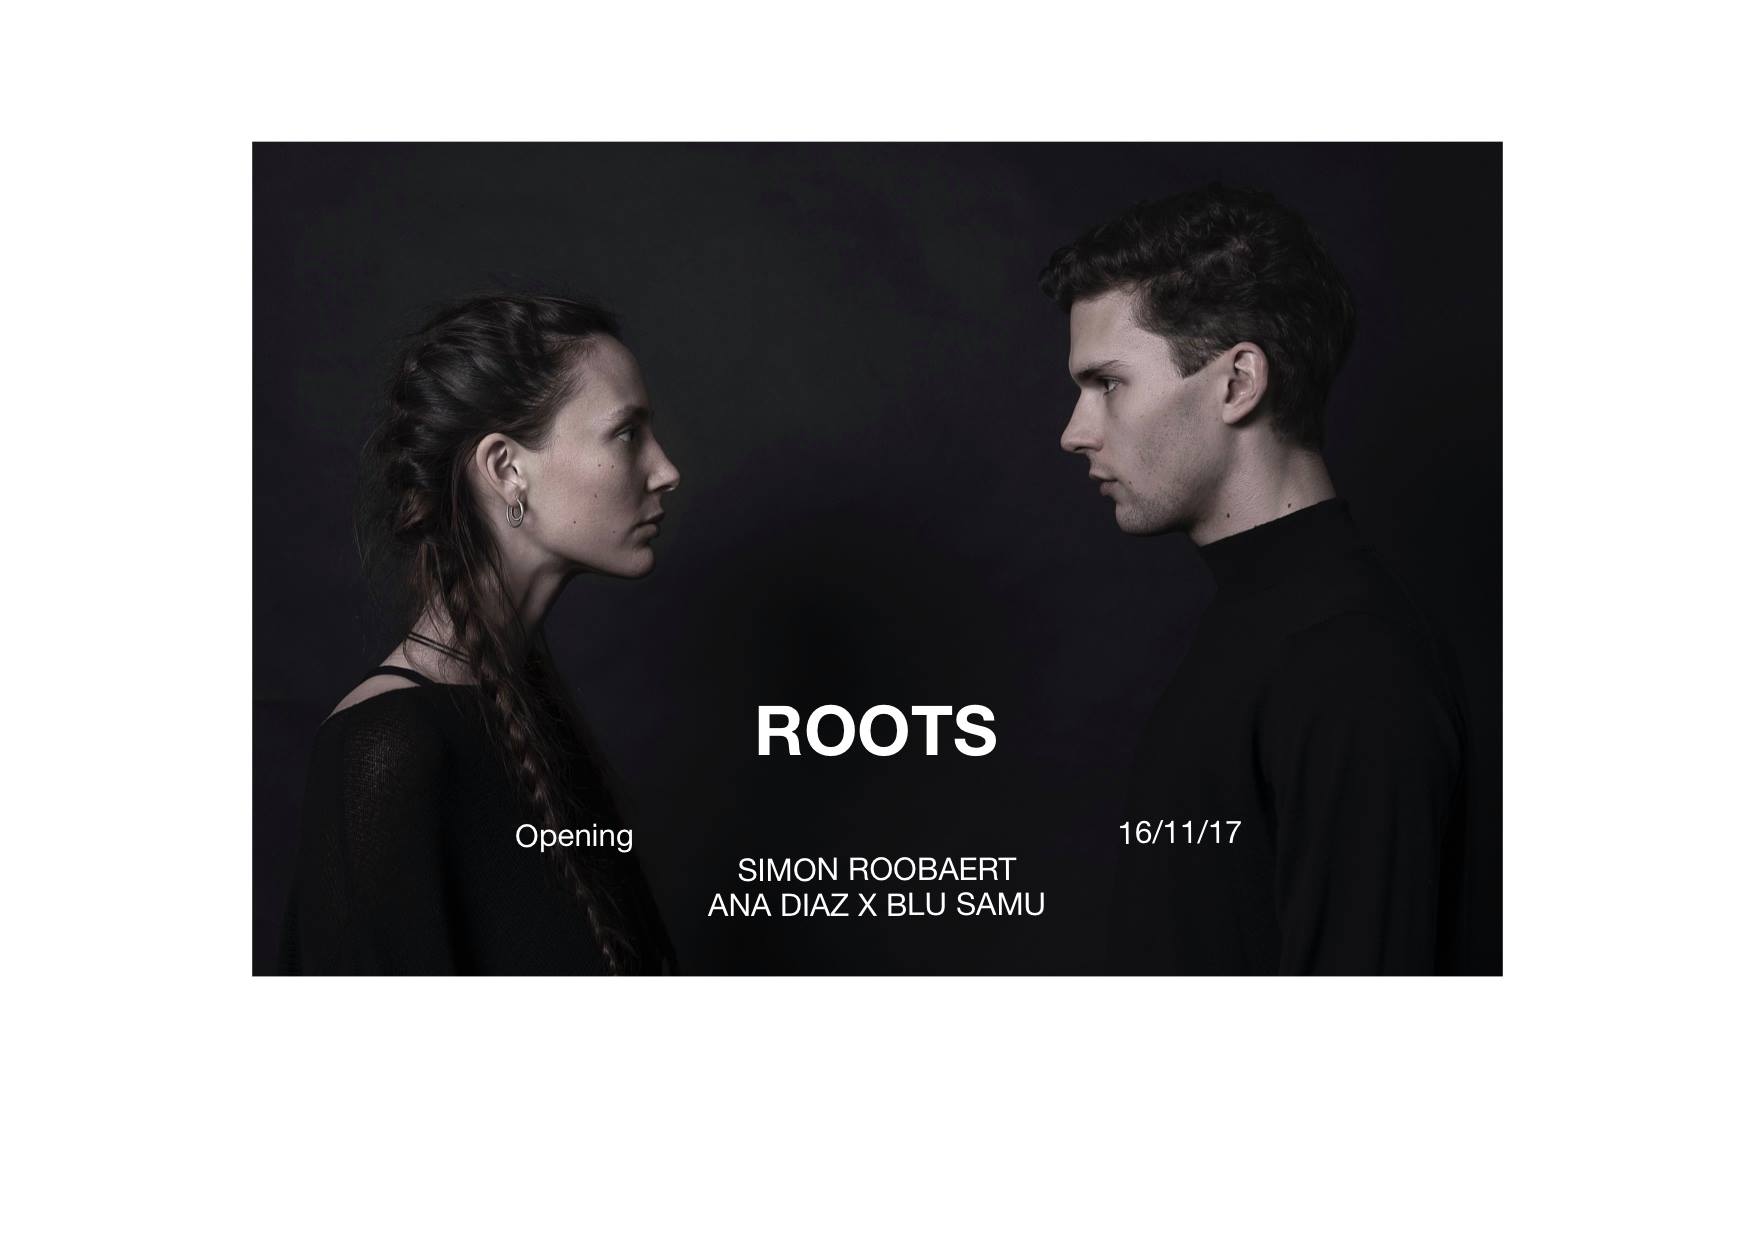 ROOTS
Opening
16/11/17
SIMON ROOBAERT
ANA DIAZ X BLU SAMU